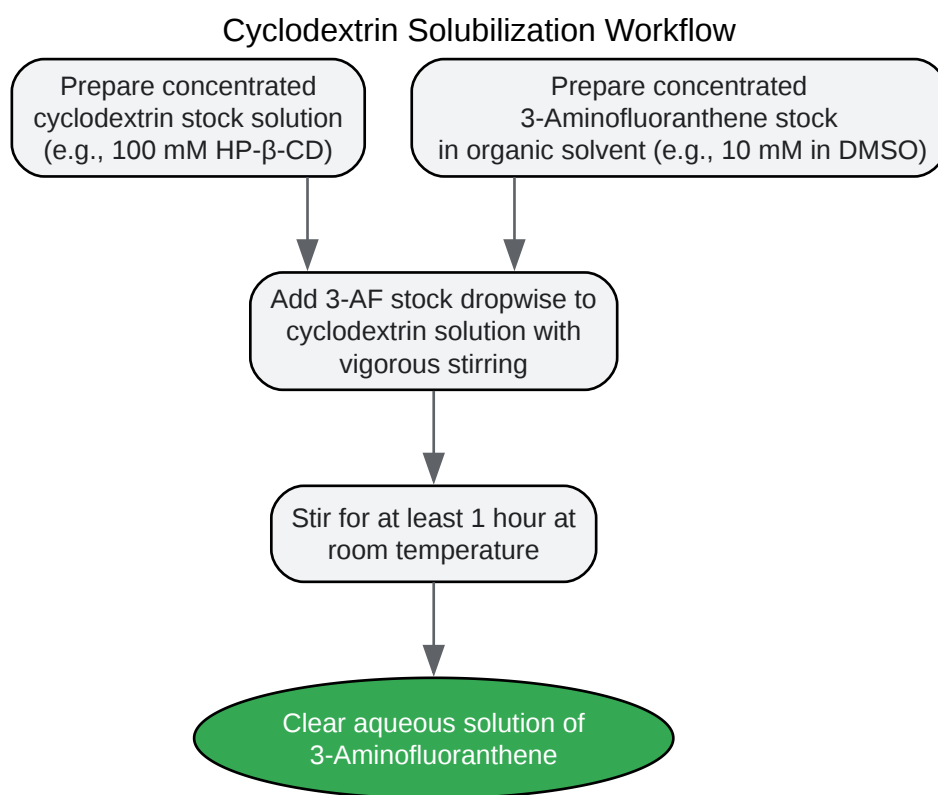 Cyclodextrin Solubilization Workflow
Prepare concentrated
cyclodextrin stock solution
(e.g., 100 mM HP-β-CD)
Prepare concentrated
3-Aminofluoranthene stock
in organic solvent (e.g., 10 mM in DMSO)
Add 3-AF stock dropwise to
cyclodextrin solution with
vigorous stirring
Stir for at least 1 hour at
room temperature
Clear aqueous solution of
3-Aminofluoranthene